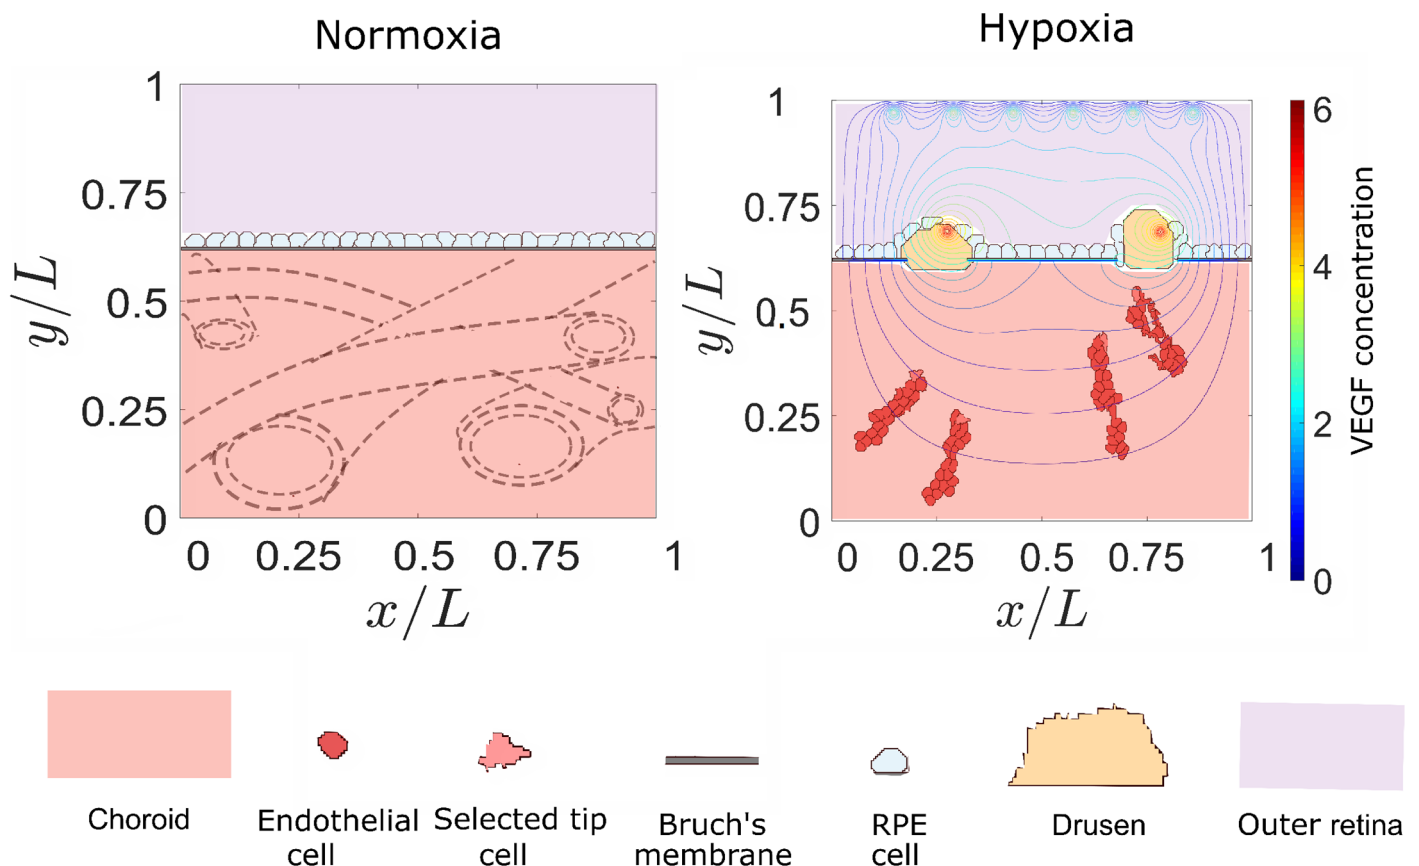 Normoxia
Hypoxia
1
0.75
0.5
0.25
0
y/L
0
0.25
0.5
0.75
1
x/L
1
0.75
0.5
0.25
0
y/L
0
0.25
0.5
0.75
1
x/L
6
4
2
0
VEGF concentration
Choroid
Endothelial
cell
Selected tip
cell
Bruch's
membrane
RPE
cell
Drusen
Outer retina